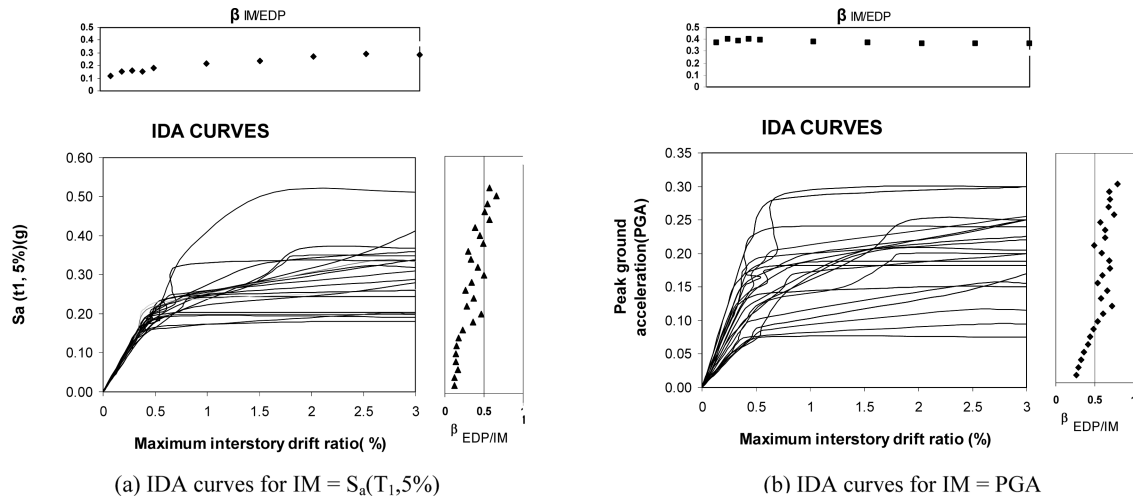 β IM/EDP
0.5
0.4
0.3
0.2
0.1
0
IDA CURVES
0.60
0.50
0.40
0.30
0.20
0.10
0.00
Sa (t1, 5%)(g)
0 0.5 1 1.5 2 2.5 3
Maximum interstory drift ratio( %)
0 0.5 1
β EDP/IM
(a) IDA curves for IM = Sa(T1,5%)
β IM/EDP
0.5
0.4
0.3
0.2
0.1
0
IDA CURVES
0.35
0.30
0.25
0.20
0.15
0.10
0.05
0.00
Peak ground
acceleration(PGA)
0 0.5 1 1.5 2 2.5 3
Maximum interstory drift ratio (%)
0 0.5 1
β EDP/IM
(b) IDA curves for IM = PGA